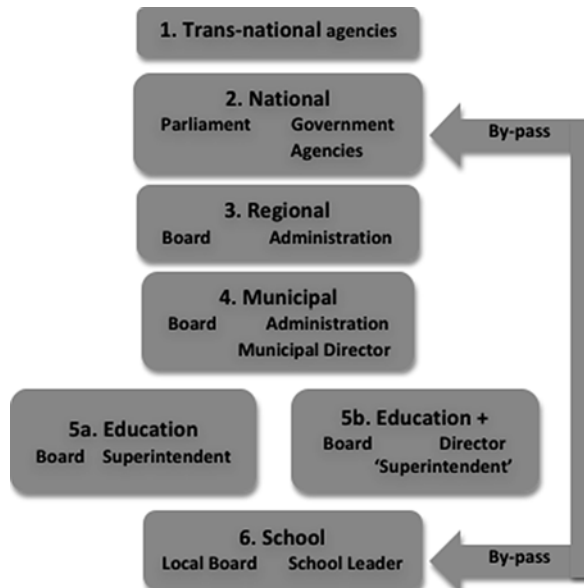 1. Trans-national agencies
2. National
Parliament Government
Agencies
By-pass
3. Regional
Board Administration
4. Municipal
Board Administration
Municipal Director
5a. Education
Board Superintendent
5b. Education +
Board Director
‘Superintendent’
6. School
Local Board School Leader
By-pass